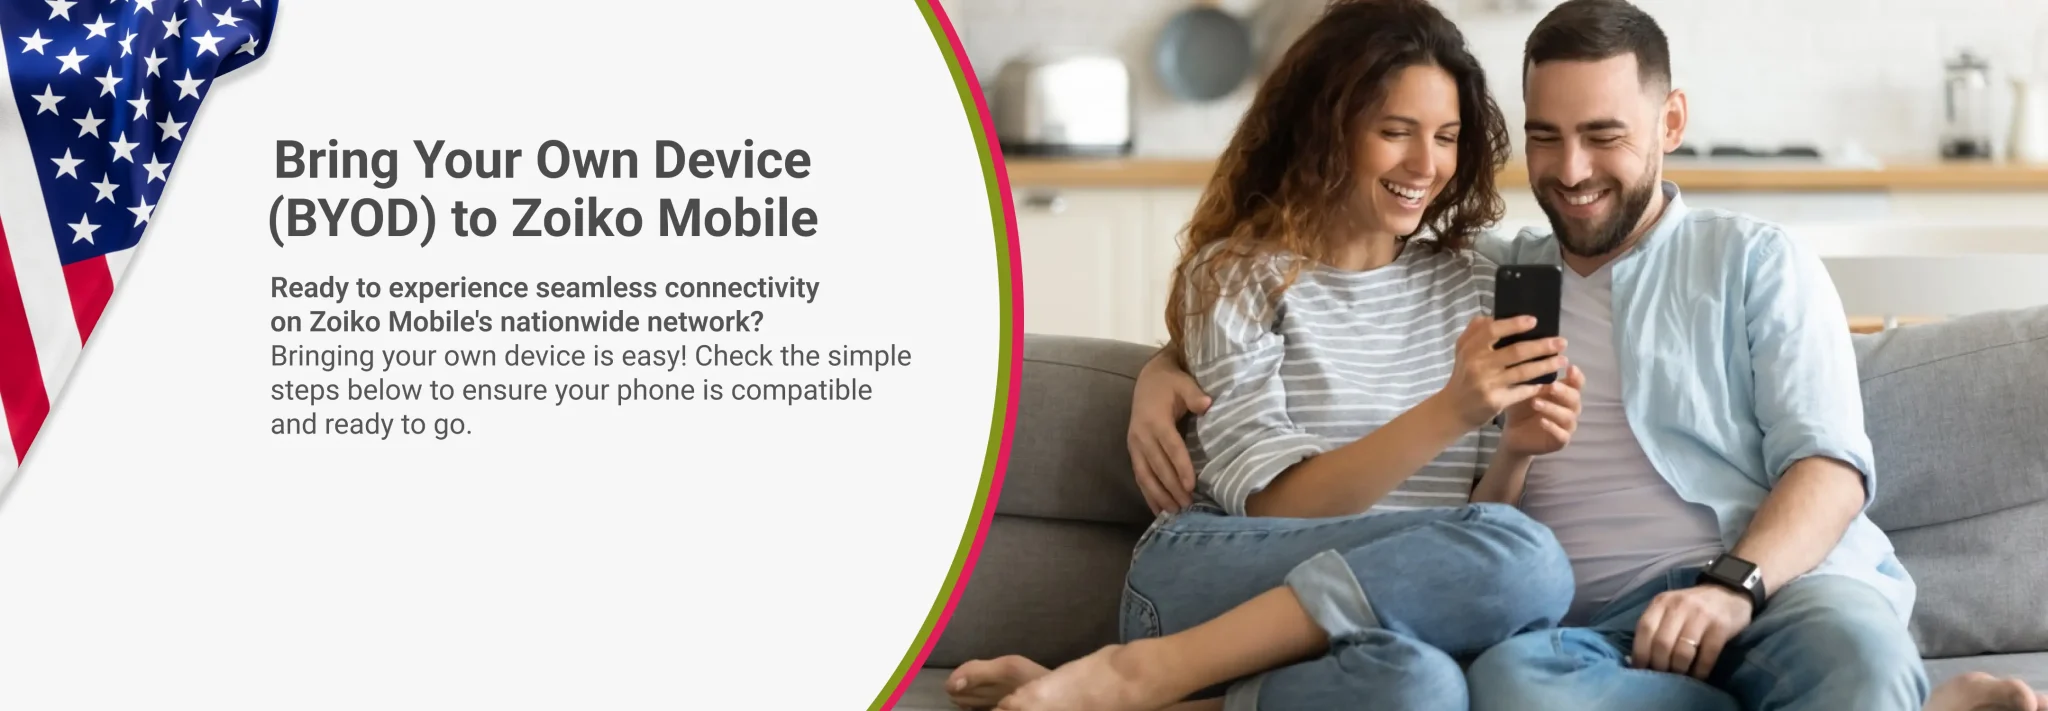 Bring Your Own Device
(BYOD) to Zoiko Mobile
Ready to experience seamless connectivity
on Zoiko Mobile's nationwide network?
Bringing your own device is easy! Check the simple
steps below to ensure your phone is compatible
and ready to go.